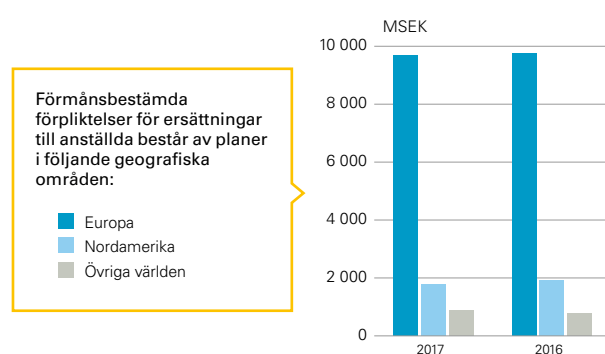 Förmånsbestämda
förpliktelser för ersättningar
till anställda består av planer
i följande geografiska
områden:
Europa
Nordamerika
Övriga världen
MSEK
10 000
8 000
6 000
4 000
2 000
0
2017
2016